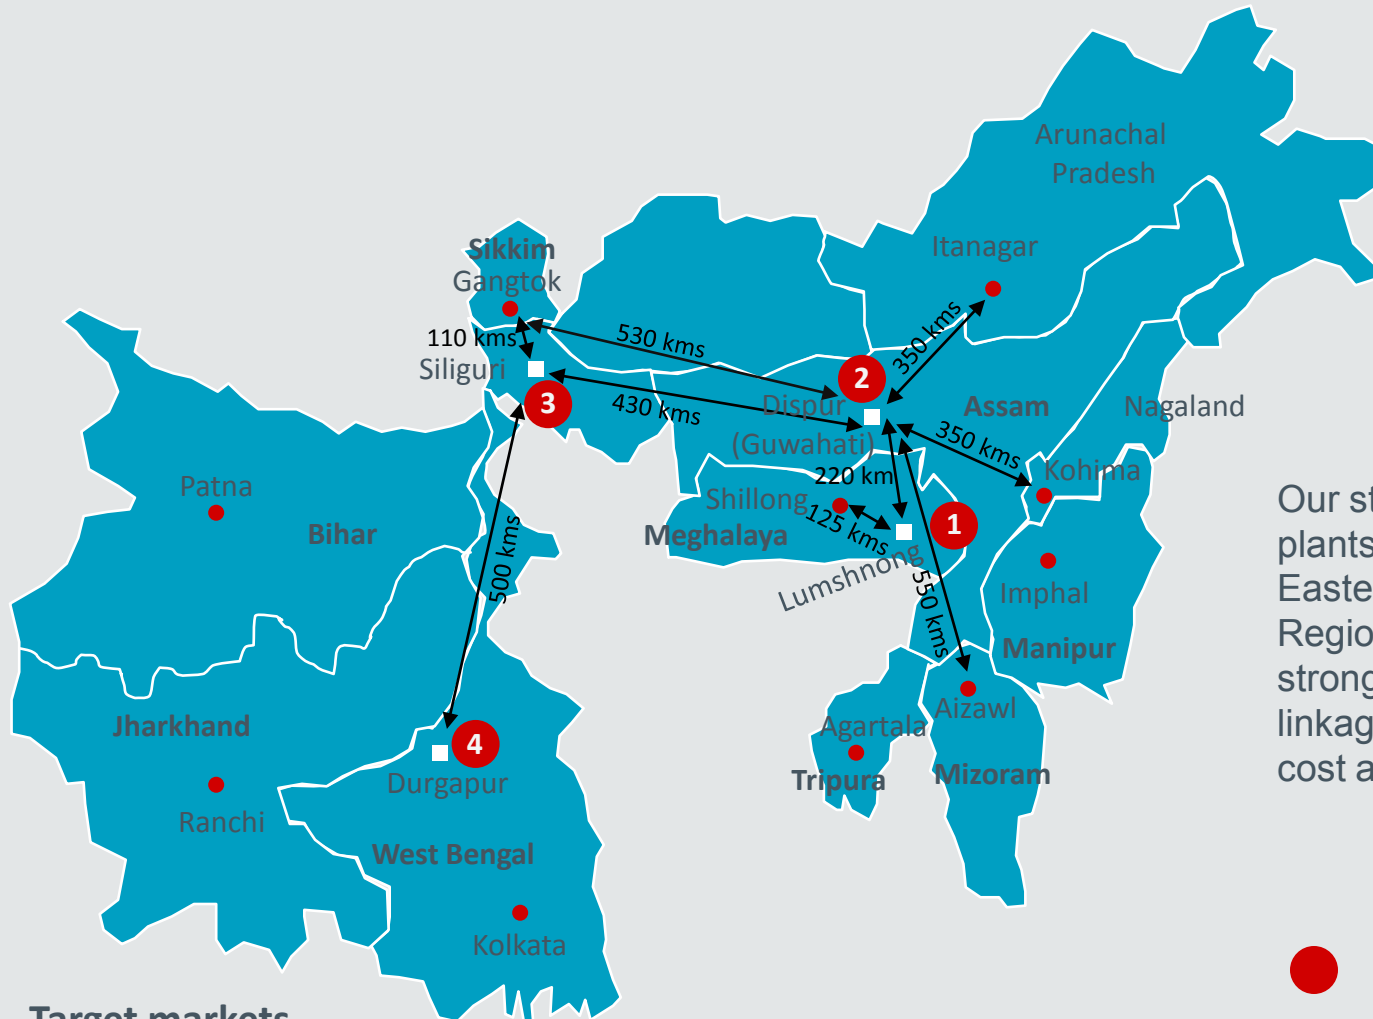 Arunachal
Pradesh
Itanagar
Sikkim
Gangtok
110 kms
530 kms
350 kms
Siliguri
2
3
430 kms
Dispur
Assam
Nagaland
(Guwahati)
350 kms
Kohima
220 km
Patna
Shillong
125 kms
1
Meghalaya
Bihar
500 kms
Lumshnong
550 kms
Imphal
Manipur
Jharkhand
Agartala
Aizawl
4
Durgapur
Tripura
Mizoram
Ranchi
West Bengal
Kolkata
Our st
plants
Easte
Regio
strong
linkag
cost a
Target markets